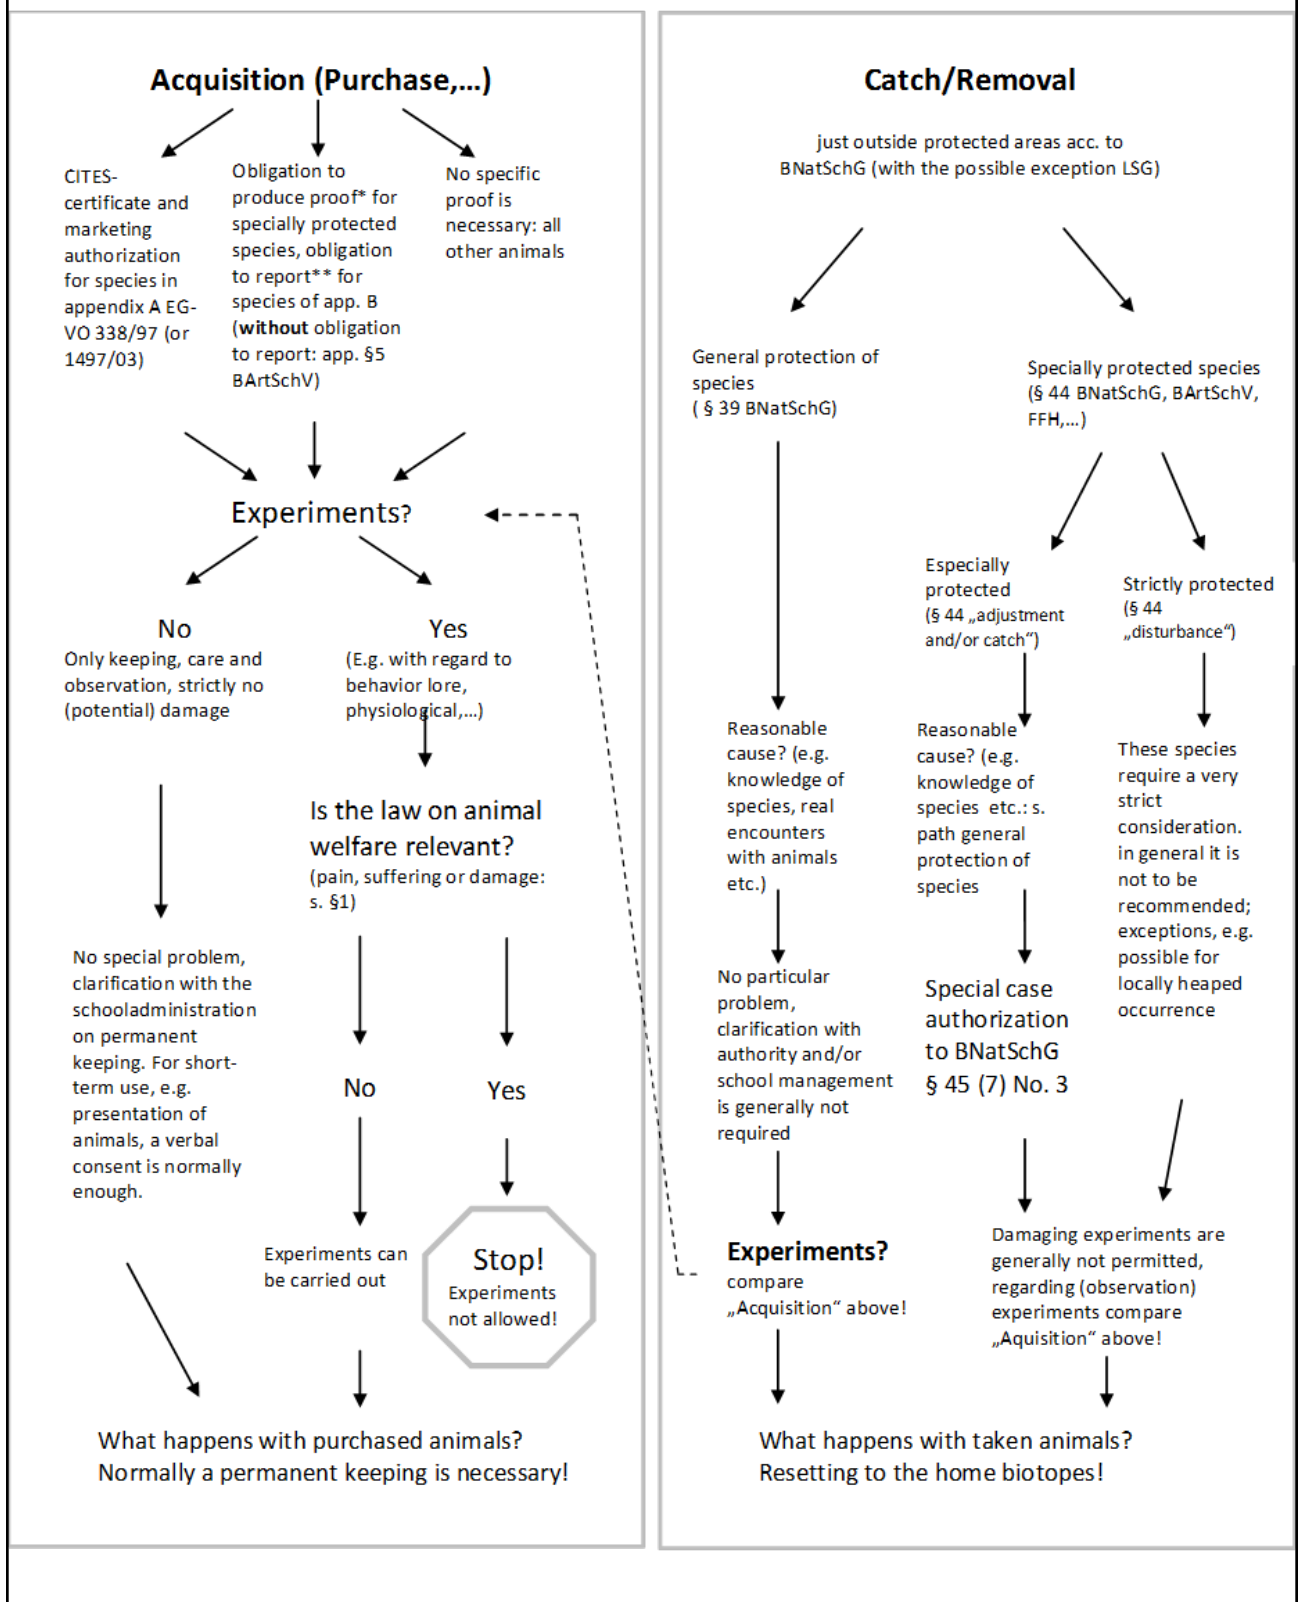 Acquisition (Purchase,...)
CITES-
certificate and
marketing
authorization
for species in
appendix A EG-
VO 338/97 (or
1497/03)
Obligation to
produce proof* for
specially protected
species, obligation
to report** for
species of app. B
(without obligation
to report: app. §5
BArtSchV)
No specific
proof is
necessary: all
other animals
Experiments?
No
Only keeping, care and
observation, strictly no
(potential) damage
Yes
(E.g. with regard to
behavior lore,
physiological,...)
Is the law on animal
welfare relevant?
(pain, suffering or damage:
s. §1)
No special problem,
clarification with the
schooladministration
on permanent
keeping. For short-
term use, e.g.
presentation of
animals, a verbal
consent is normally
enough.
No
Yes
Experiments can
be carried out
Stop!
Experiments
not allowed!
What happens with purchased animals?
Normally a permanent keeping is necessary!
Catch/Removal
just outside protected areas acc. to
BNatSchG (with the possible exception LSG)
General protection of
species
( § 39 BNatSchG)
Specially protected species
(§ 44 BNatSchG, BArtSchV,
FFH,...)
Especially
protected
(§ 44 „adjustment
and/or catch“)
Strictly protected
(§ 44
„disturbance“)
Reasonable
cause? (e.g.
knowledge of
species, real
encounters
with animals
etc.)
Reasonable
cause? (e.g.
knowledge of
species etc.: s.
path general
protection of
species
These species
require a very
strict
consideration.
in general it is
not to be
recommended;
exceptions, e.g.
possible for
locally heaped
occurrence
No particular
problem,
clarification with
authority and/or
school management
is generally not
required
Special case
authorization
to BNatSchG
§ 45 (7) No. 3
Experiments?
compare
„Acquisition“ above!
Damaging experiments are
generally not permitted,
regarding (observation)
experiments compare
„Aquisition“ above!
What happens with taken animals?
Resetting to the home biotopes!